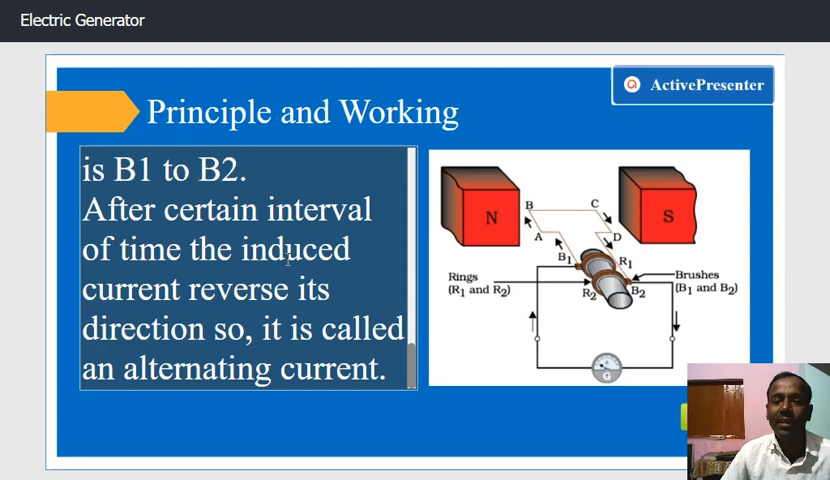 Electric Generator
ActivePresenter
Principle and Working
is B1 to B2.
After certain interval
of time the induced
current reverse its
direction so, it is called
an alternating current.
N
S
B
C
A
D
B1
R1
Rings
(R1 and R2)
R2
B2
Brushes
(B1 and B2)
G